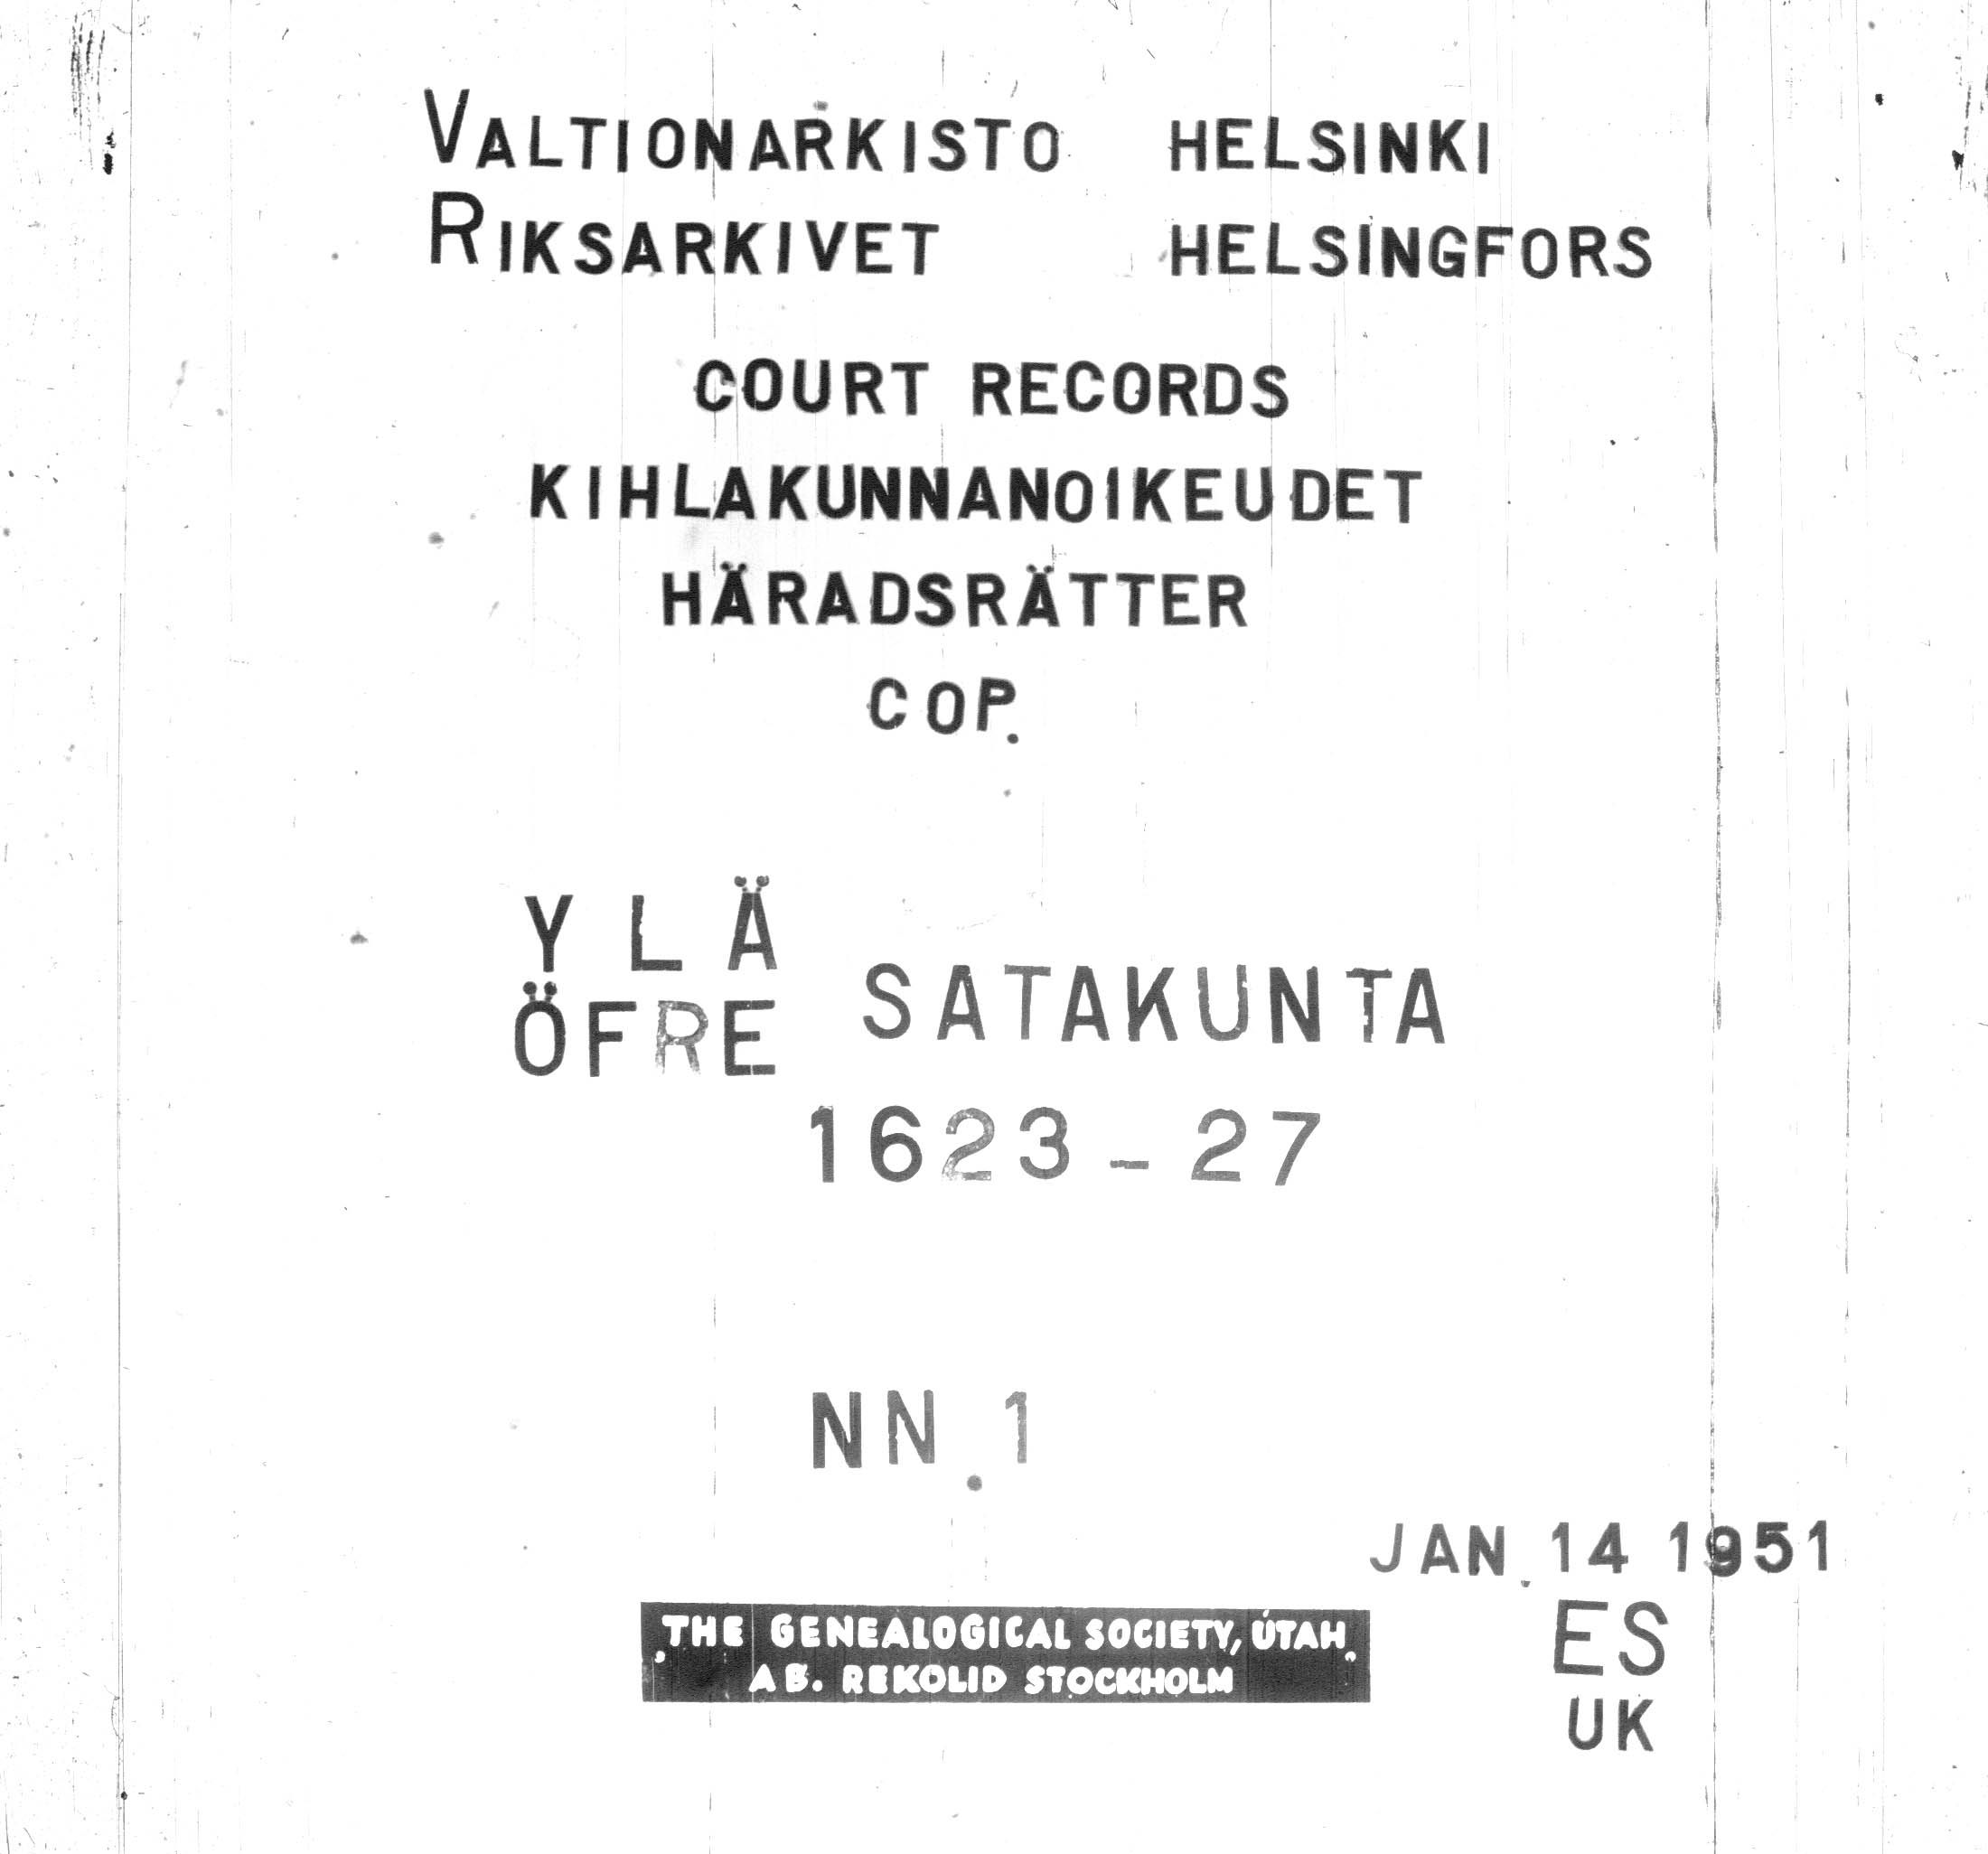 VALTIONARKISTO HELSINKI
RIKSARKIVET HELSINGFORS
COURT RECORDS
KIHLAKUNNANOIKEUDET
HÄRADSRÄTTER
COP.
YLÄ
ÖFRE SATAKUNTA
1623-27
NN.1
JAN. 14 1951
THE GENEALOGICAL SOCIETY, UTAH
AB. REKOLID STOCKHOLM
ES
UK